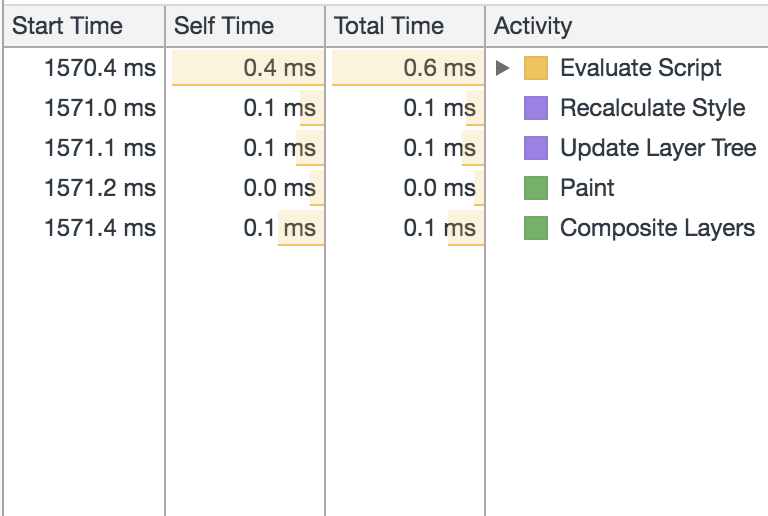 Start Time Self Time Total Time Activity
1570.4 ms 0.4 ms 0.6 ms Evaluate Script
1571.0 ms 0.1 ms 0.1 ms Recalculate Style
1571.1 ms 0.1 ms 0.1 ms Update Layer Tree
1571.2 ms 0.0 ms 0.0 ms Paint
1571.4 ms 0.1 ms 0.1 ms Composite Layers